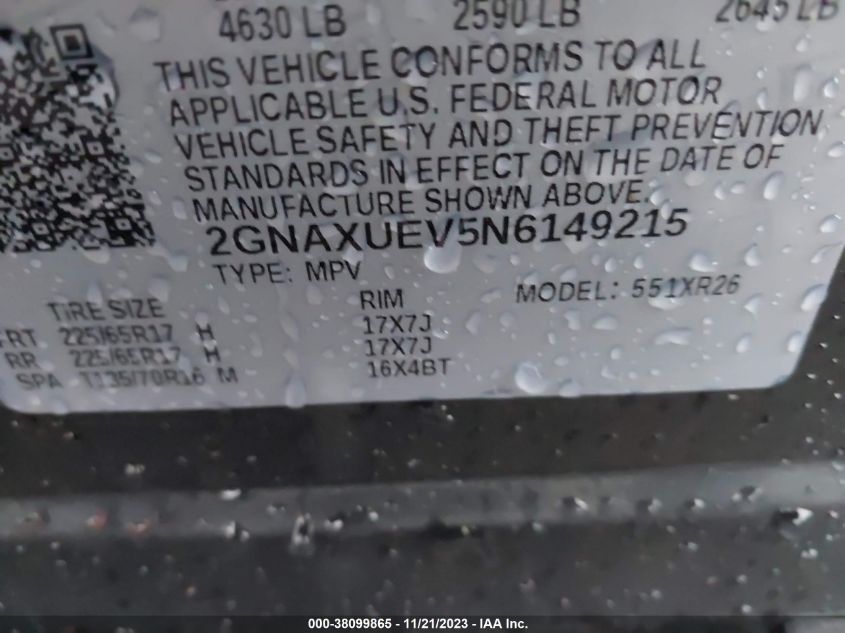 4630 LB 2590 LB 2645 LB
THIS VEHICLE CONFORMS TO ALL
APPLICABLE U.S. FEDERAL MOTOR
VEHICLE SAFETY AND THEFT PREVENTION
STANDARDS IN EFFECT ON THE DATE OF
MANUFACTURE SHOWN ABOVE.
2GNAXUEV5N6149215
TYPE: MPV MODEL: 551XR26
TIRE SIZE RIM
FRT 225/65R17 H 17X7J
RR 225/65R17 H 17X7J
SPA T135/70R16 M 16X4BT
000-38099865 - 11/21/2023 - IAA Inc.